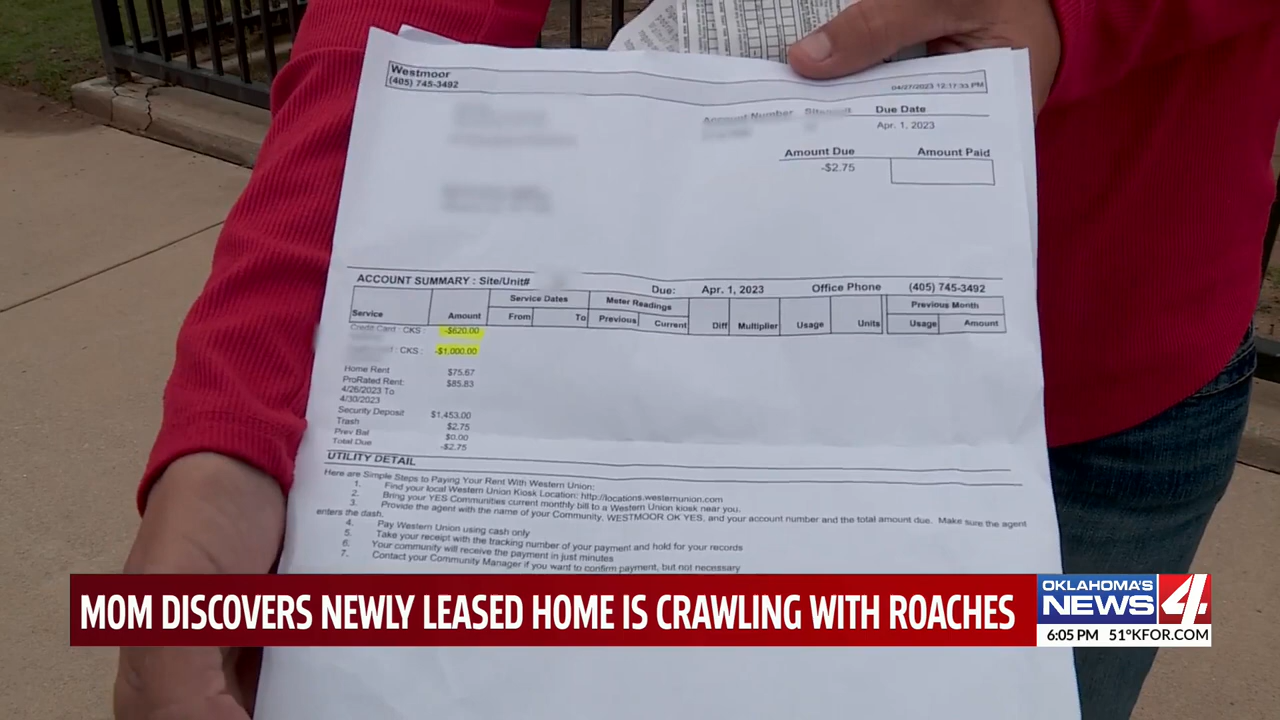 Westmoor
(405) 745-3492
04/27/2023 12:17:33 PM
Account Number Due Date
Apr. 1, 2023
Amount Due Amount Paid
-$2.75
ACCOUNT SUMMARY : Site/Unit# Due: Apr. 1, 2023 Office Phone (405) 745-3492
Service Dates Meter Readings Previous Month
Service Amount From To Previous Current Diff Multiplier Usage Units Usage Amount
Credit Card : CKS : -$620.00
: CKS : -$1,000.00
Home Rent $75.67
ProRated Rent: $85.83
4/26/2023 To
4/30/2023
Security Deposit $1,453.00
Trash $2.75
Prev Bal $0.00
Total Due -$2.75
UTILITY DETAIL
Here are Simple Steps to Paying Your Rent With Western Union:
1. Find your local Western Union Kiosk Location: http://locations.westernunion.com
2. Bring your YES Communities current monthly bill to a Western Union kiosk near you.
3. Provide the agent with the name of your Community, WESTMOOR OK YES, and your account number and the total amount due. Make sure the agent
enters the dash.
4. Pay Western Union using cash only
5. Take your receipt with the tracking number of your payment and hold for your records
6. Your community will receive the payment in just minutes
7. Contact your Community Manager if you want to confirm payment, but not necessary
MOM DISCOVERS NEWLY LEASED HOME IS CRAWLING WITH ROACHES
OKLAHOMA'S
NEWS 4
6:05 PM 51° KFOR.COM